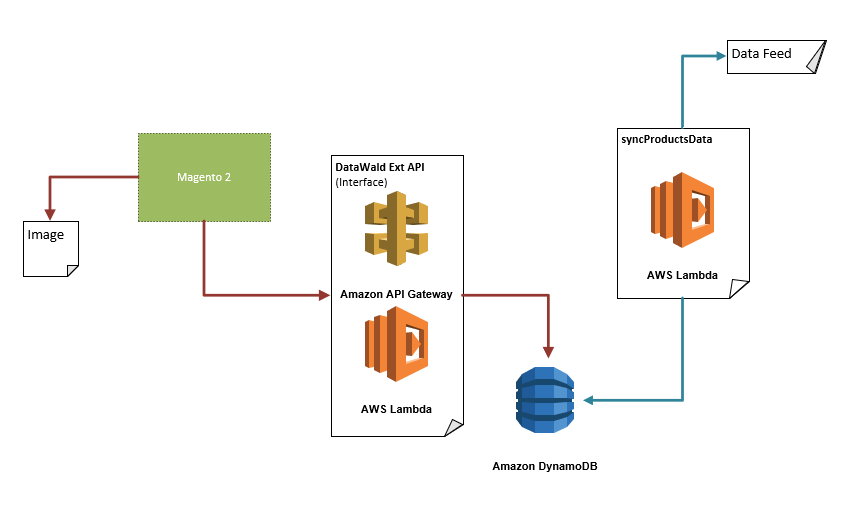 Data Feed
syncProductsData
DataWald Ext API
(Interface)
Magento 2
Image
AWS Lambda
Amazon API Gateway
AWS Lambda
Amazon DynamoDB